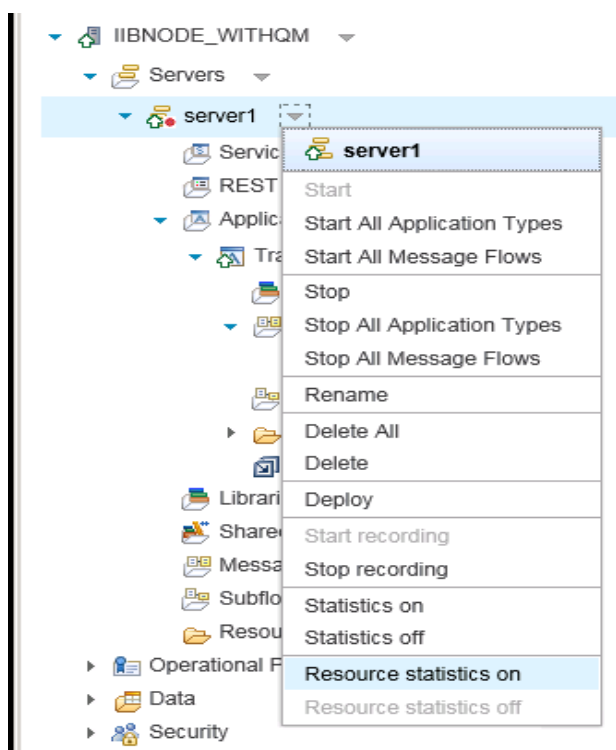 IIBNODE_WITHQM
Servers
server1
server1
Servic
REST
Start
Applic
Start All Application Types
Tra
Start All Message Flows
Stop
Stop All Application Types
Stop All Message Flows
Rename
Delete All
Delete
Librari
Deploy
Share
Start recording
Messa
Stop recording
Subflo
Statistics on
Resou
Statistics off
Operational F
Resource statistics on
Data
Resource statistics off
Security